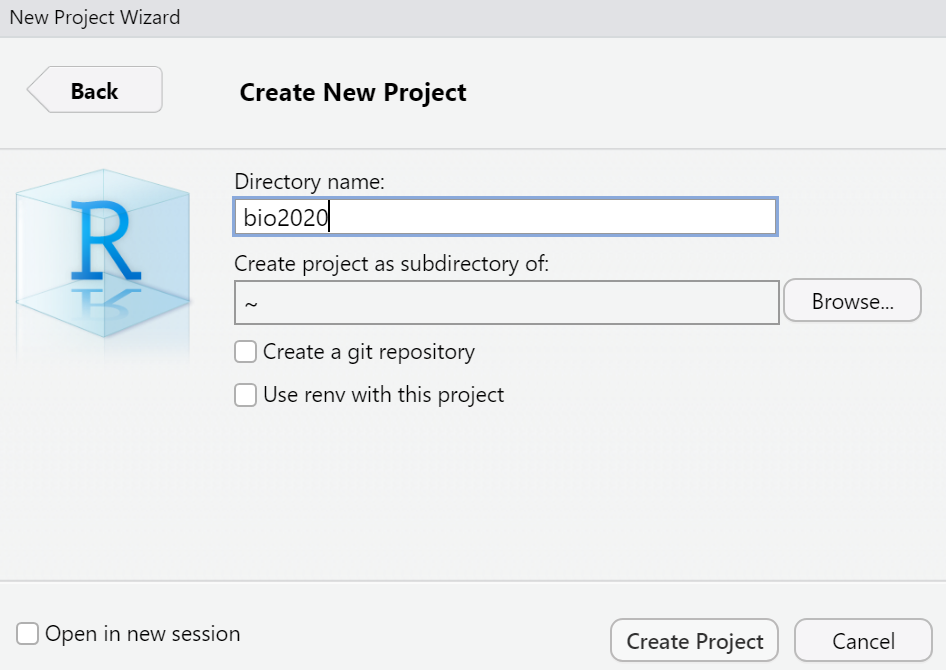 New Project Wizard
Back
Create New Project
R
Directory name:
bio2020
Create project as subdirectory of:
~
Browse...
Create a git repository
Use renv with this project
Open in new session
Create Project
Cancel